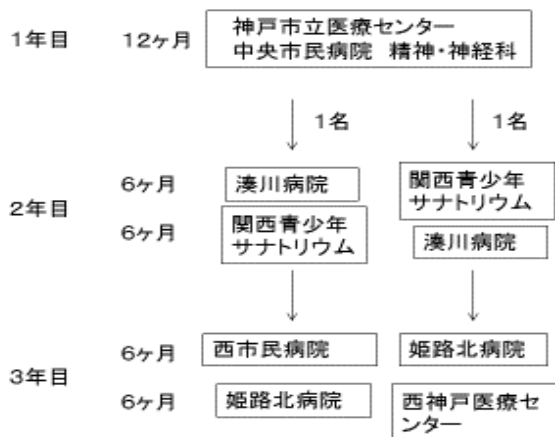 1年目
12ヶ月
神戸市立医療センター
中央市民病院 精神・神経科
1名
1名
2年目
6ヶ月
湊川病院
関西青少年
サナトリウム
6ヶ月
関西青少年
サナトリウム
湊川病院
3年目
6ヶ月
西市民病院
姫路北病院
6ヶ月
姫路北病院
西神戸医療セ
ンター